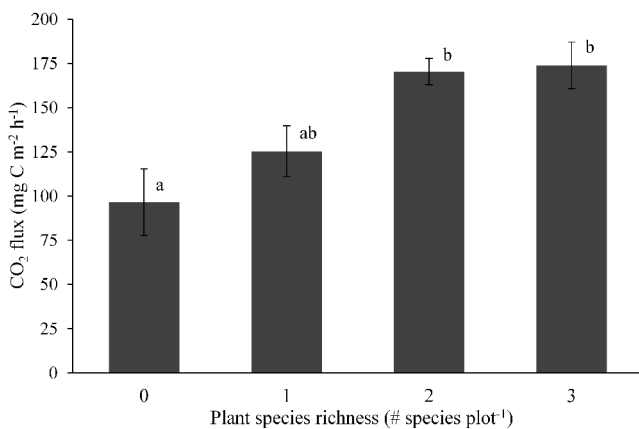 200
175
150
125
100
75
50
25
0
CO₂ flux (mg C m⁻² h⁻¹)
a
ab
b
b
0 1 2 3
Plant species richness (# species plot⁻¹)